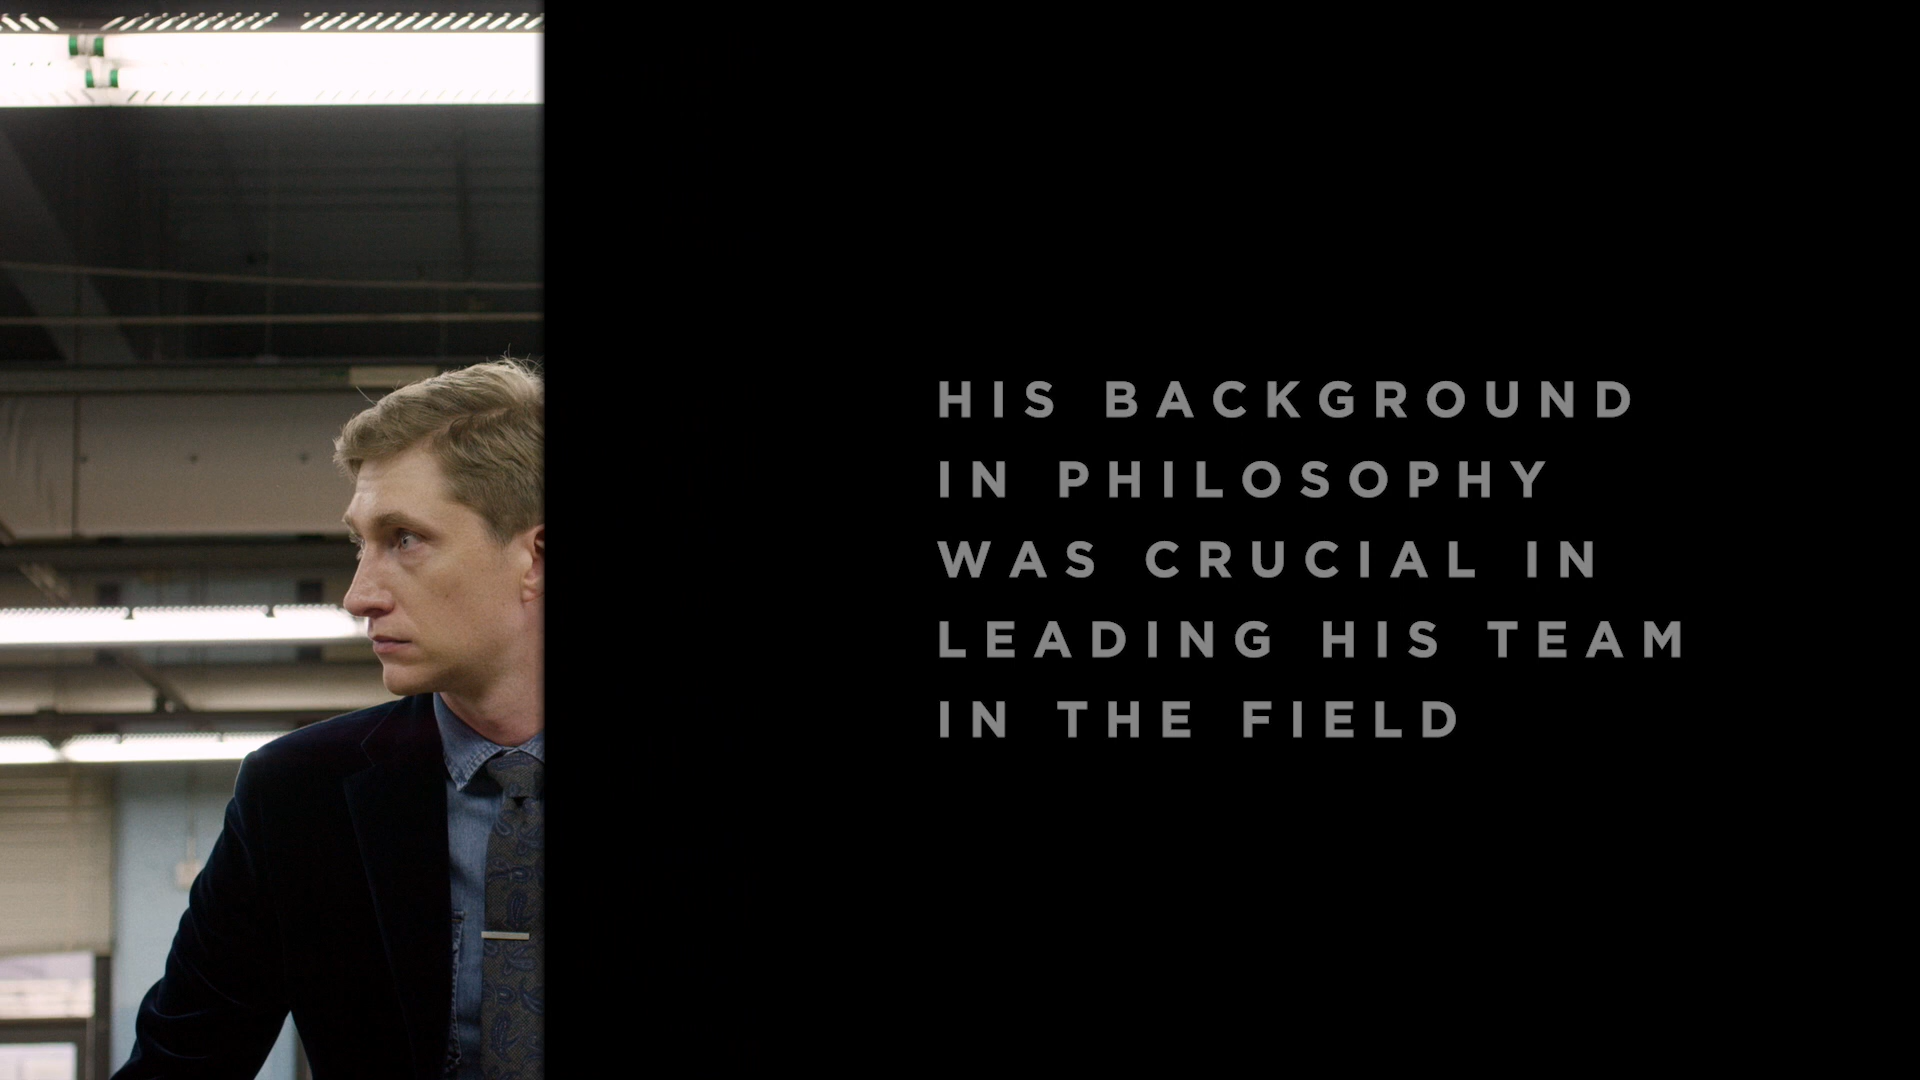 HIS BACKGROUND
IN PHILOSOPHY
WAS CRUCIAL IN
LEADING HIS TEAM
IN THE FIELD